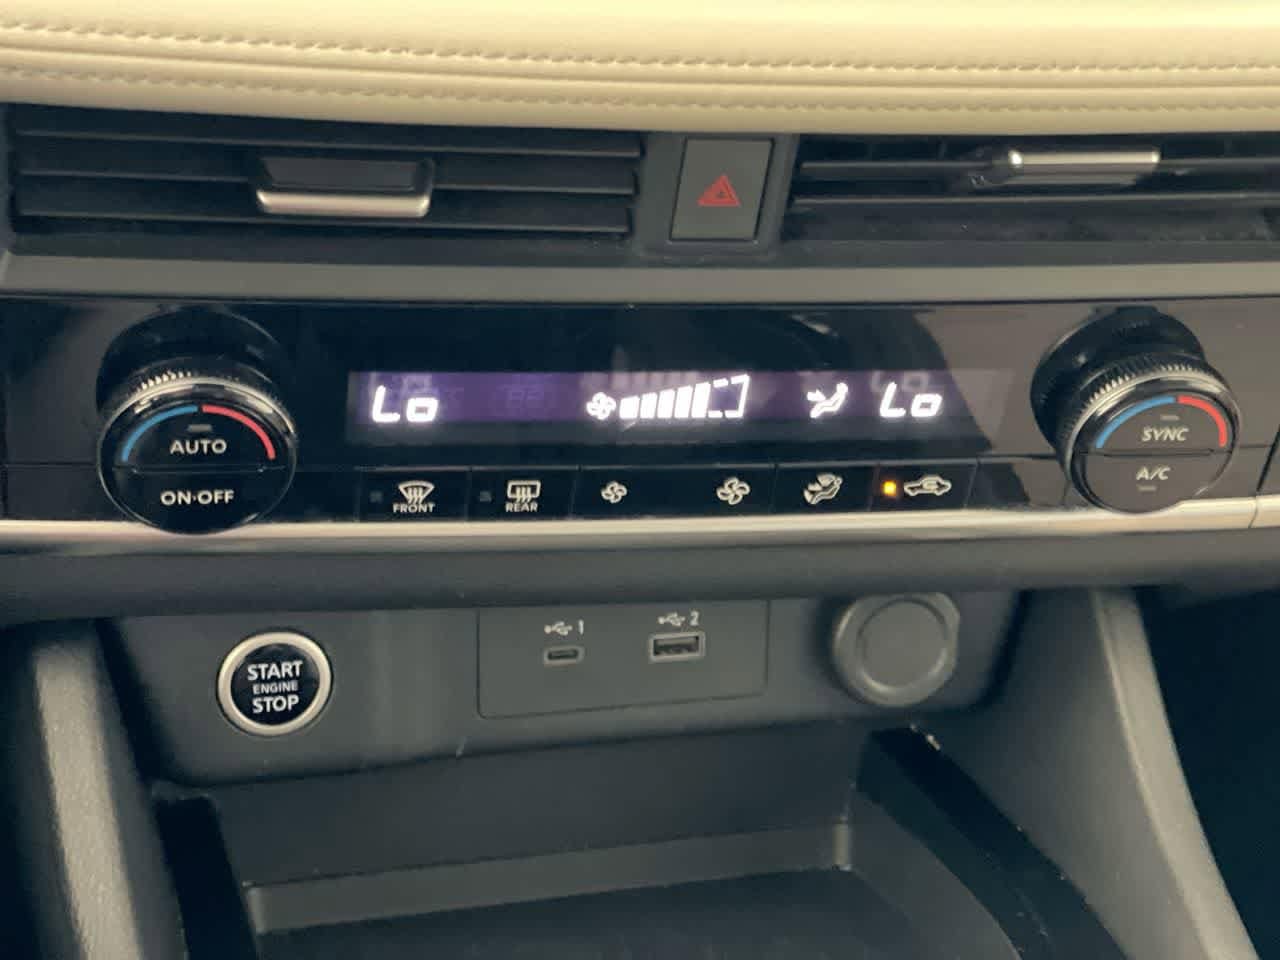 Lo
Lo
AUTO
ON·OFF
FRONT
REAR
SYNC
A/C
START
ENGINE
STOP
1
2